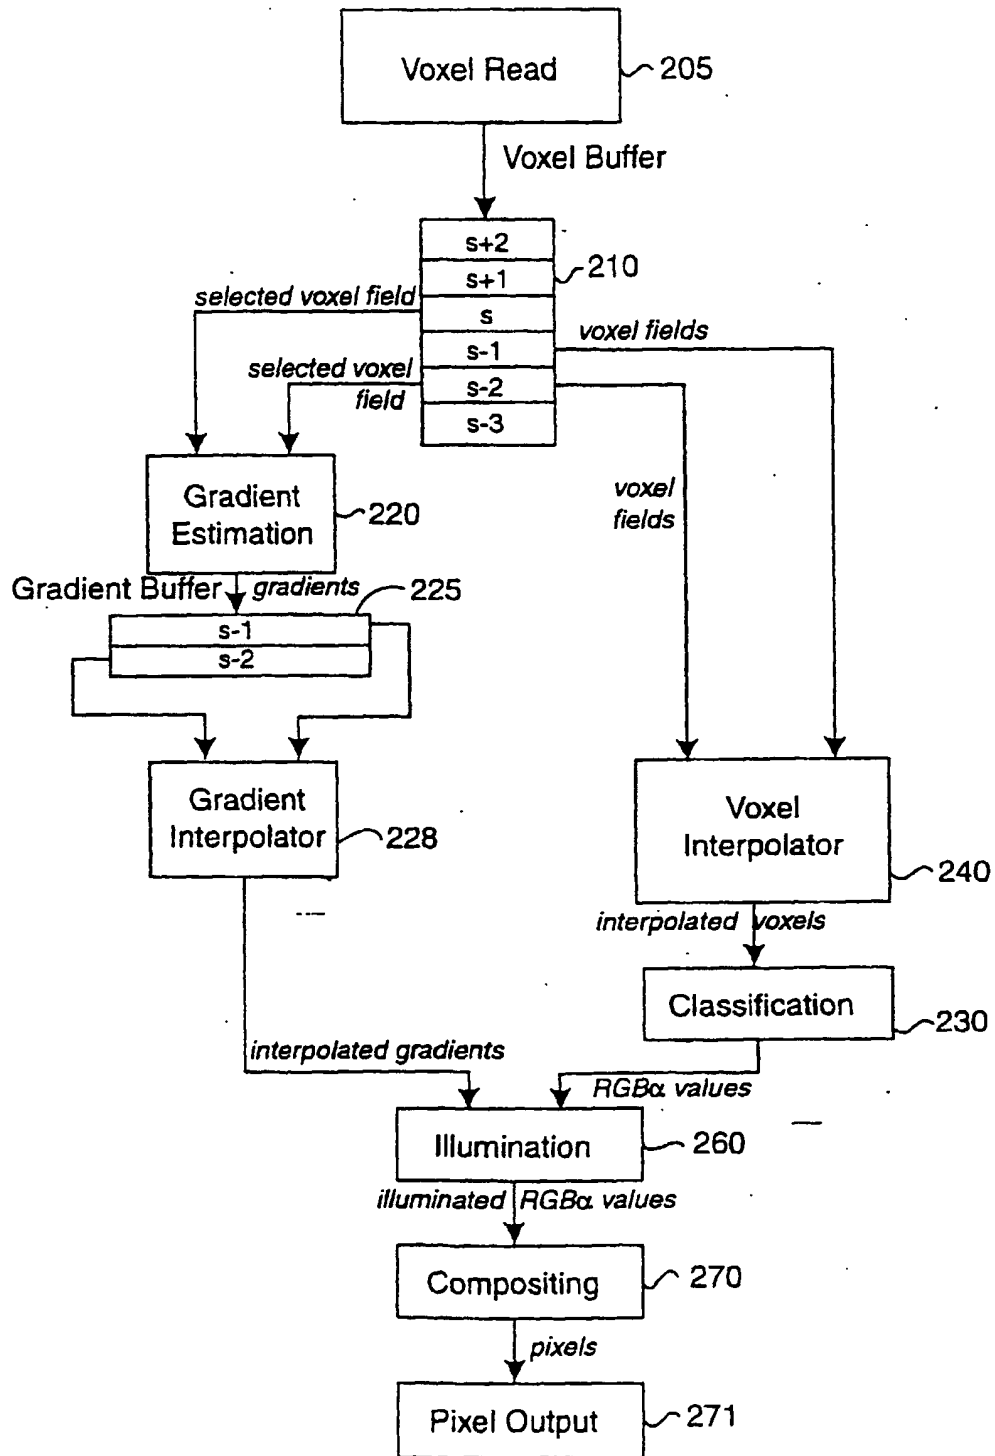 Voxel Read
205
Voxel Buffer
s+2
s+1
210
selected voxel field
s
voxel fields
s-1
selected voxel
field
s-2
s-3
voxel
fields
Gradient
Estimation
220
Gradient Buffer
gradients
225
s-1
s-2
Gradient
Interpolator
228
Voxel
Interpolator
240
interpolated voxels
Classification
230
interpolated gradients
RGBα values
Illumination
260
illuminated RGBα values
Compositing
270
pixels
Pixel Output
271